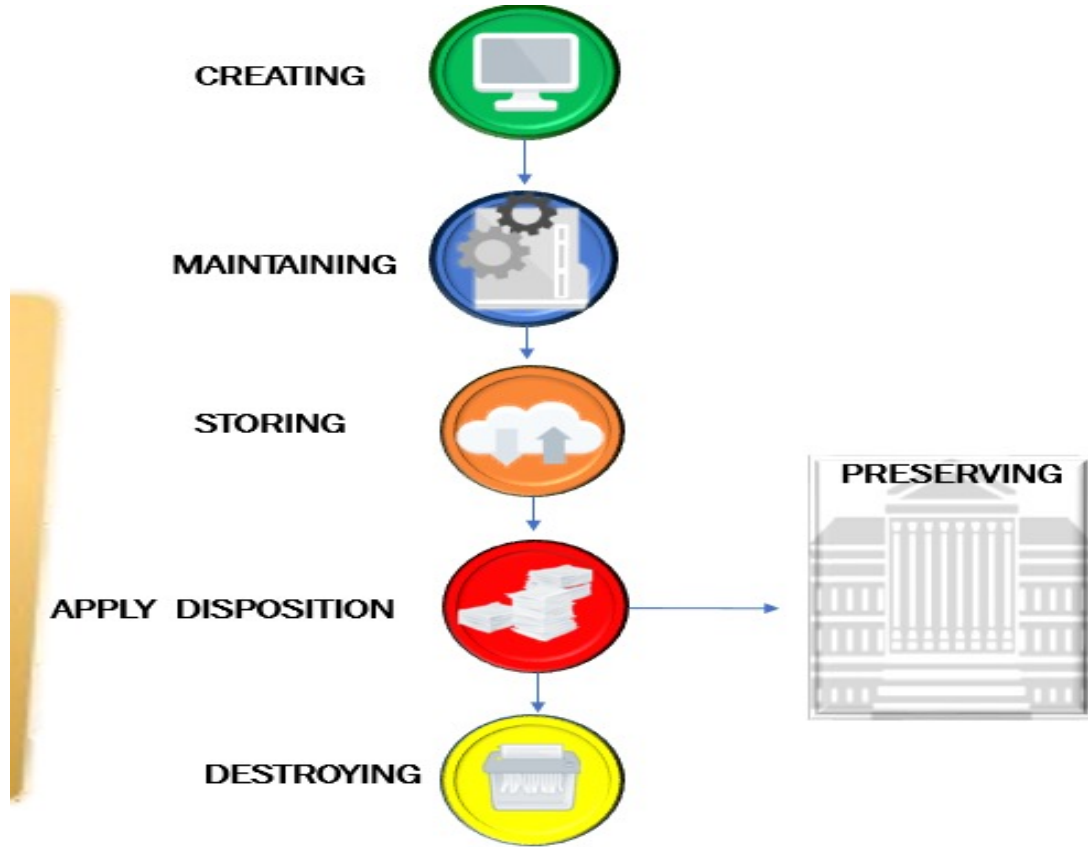 CREATING
MAINTAINING
STORING
PRESERVING
APPLY DISPOSITION
DESTROYING